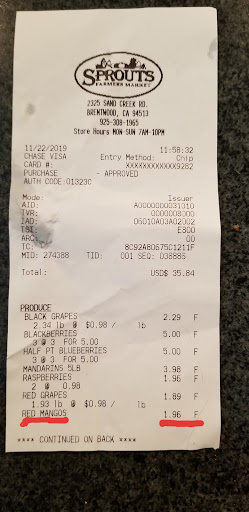 SPROUTS
FARMERS MARKET
2325 SAND CREEK RD.
BRENTWOOD, CA 94513
925-308-1965
Store Hours MON-SUN 7AM-10PM
11/22/2019 11:58:32
CHASE VISA Entry Method: Chip
CARD #: XXXXXXXXXXXX9282
PURCHASE - APPROVED
AUTH CODE:01323C
Mode: Issuer
AID: A0000000031010
IVR: 0000008000
IAD: 06010A03A02002
TSI: E800
ARC: 00
TC: 8C92A80675C1211F
MID: 274388 TID: 001 SEQ: 038885
Total: USD$ 35.84
PRODUCE
BLACK GRAPES 2.29 F
2.34 lb @ $0.98 / lb
BLACKBERRIES 5.00 F
3 @ 3 FOR 5.00
HALF PT BLUEBERRIES 5.00 F
3 @ 3 FOR 5.00
MANDARINS 5LB 3.98 F
RASPBERRIES 1.96 F
2 @ 0.98
RED GRAPES 1.89 F
1.93 lb @ $0.98 / lb
RED MANGOS 1.96 F
**** CONTINUED ON BACK ****